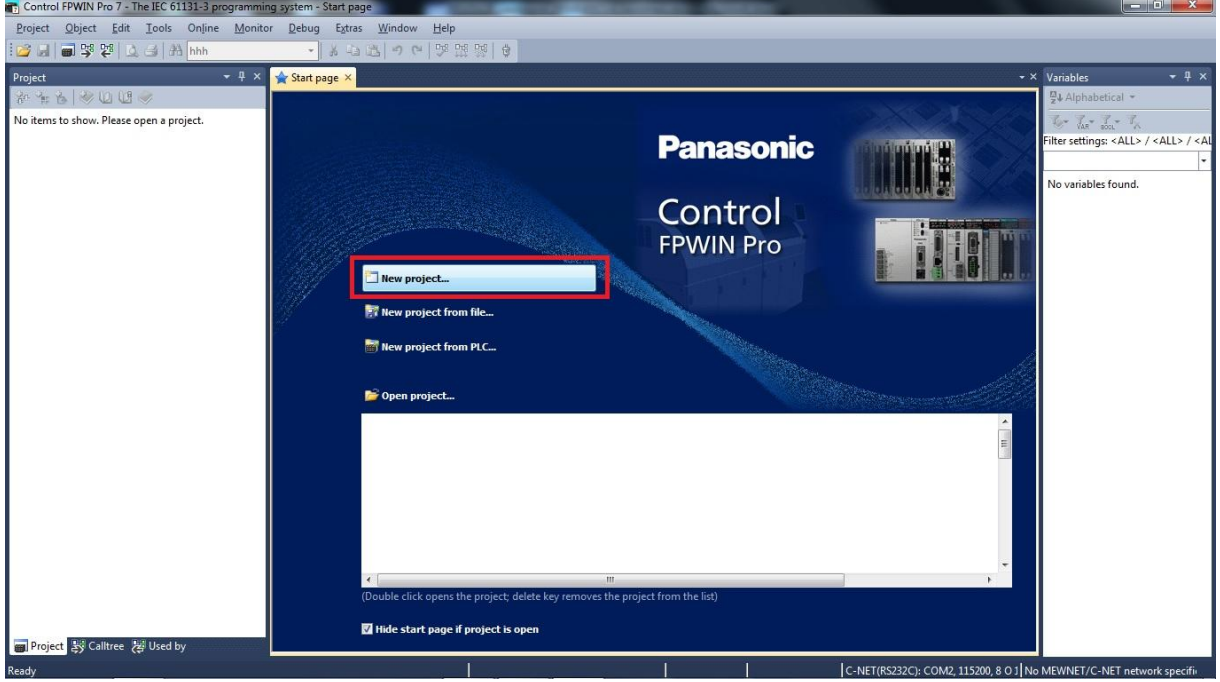 Control FPWIN Pro 7 - The IEC 61131-3 programming system - Start page
Project Object Edit Tools Online Monitor Debug Extras Window Help
hhh
Project
Start page
Variables
Alphabetical
No items to show. Please open a project.
VAR BOOL
Filter settings: <ALL> / <ALL> / <AL
No variables found.
Panasonic
Control
FPWIN Pro
New project...
New project from file...
New project from PLC...
Open project...
(Double click opens the project; delete key removes the project from the list)
Hide start page if project is open
Project Calltree Used by
Ready
C-NET(RS232C): COM2, 115200, 8 O 1 No MEWNET/C-NET network specifi